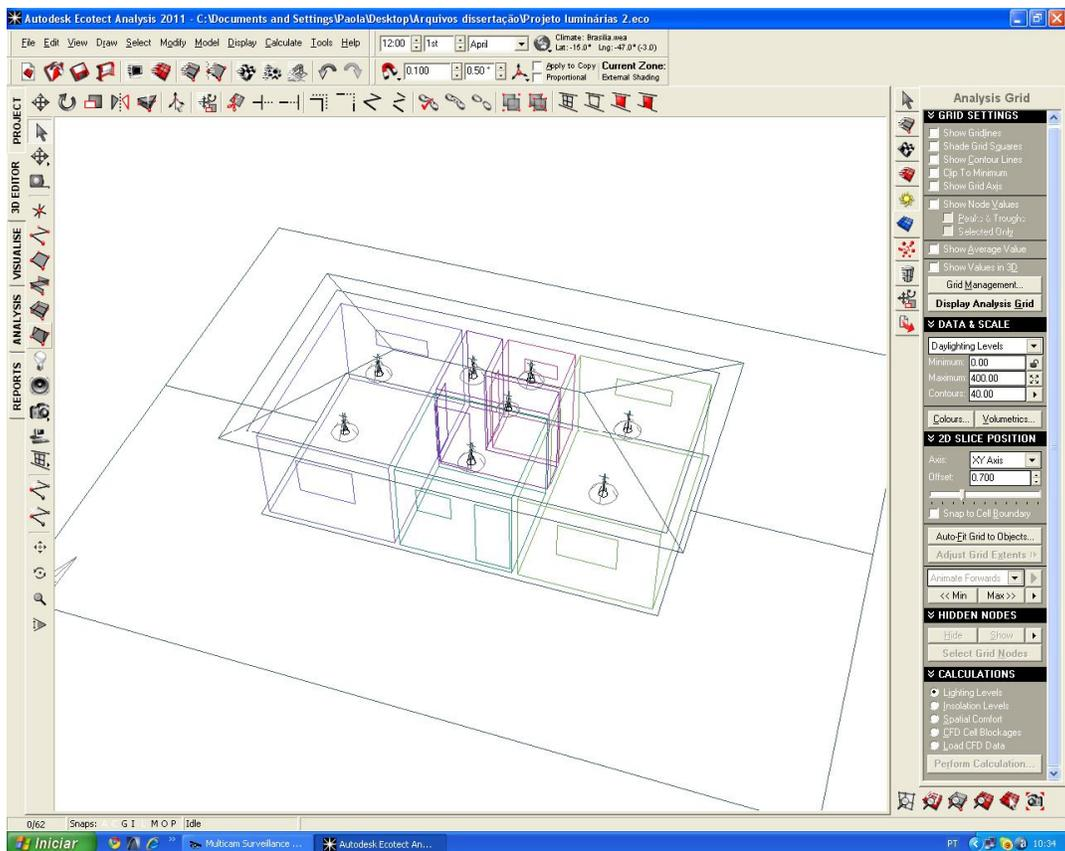 Autodesk Ecotect Analysis 2011 - C:\Documents and Settings\Paola\Desktop\Arquivos dissertação\Projeto luminárias 2.eco
File Edit View Draw Select Modify Model Display Calculate Tools Help
12:00 1st April
Climate: Brasilia.wea
Lat: -16.0° Lng: -47.0° (-3.0)
0.100 0.50°
Apply to Copy
Proportional
Current Zone:
External Shading
PROJECT
3D EDITOR
VISUALISE
ANALYSIS
REPORTS
Analysis Grid
GRID SETTINGS
Show Gridlines
Shade Grid Squares
Show Contour Lines
Clip To Minimum
Show Grid Axis
Show Node Values
Peaks & Troughs
Selected Only
Show Average Value
Show Values in 3D
Grid Management...
Display Analysis Grid
DATA & SCALE
Daylighting Levels
Minimum: 0.00
Maximum: 400.00
Contours: 40.00
Colours... Volumetrics...
2D SLICE POSITION
Axis: XY Axis
Offset: 0.700
Snap to Cell Boundary
Auto-Fit Grid to Objects...
Adjust Grid Extents
Animate Forwards
<< Min Max >>
HIDDEN NODES
Hide Show
Select Grid Nodes
CALCULATIONS
Lighting Levels
Insolation Levels
Spatial Comfort
CFD Cell Blockages
Load CFD Data
Perform Calculation...
0/62 Snaps: G I M O P Idle
Iniciar Multicam Surveillance ... Autodesk Ecotect An... PT 10:34